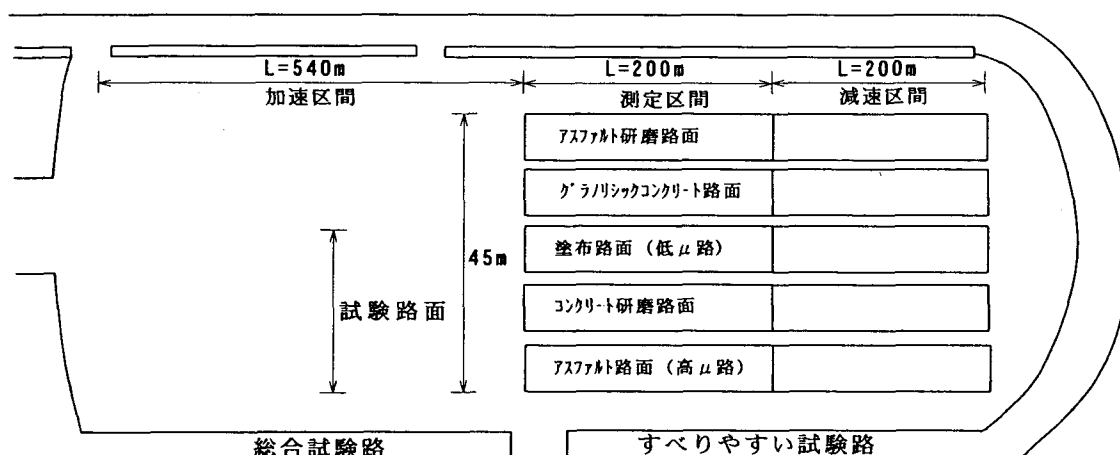 L=540m
L=200m
L=200m
加速区間
測定区間
減速区間
アスファルト研磨路面
グラノリシックコンクリート路面
塗布路面（低μ路）
45m
試験路面
コンクリート研磨路面
アスファルト路面（高μ路）
総合試験路
すべりやすい試験路